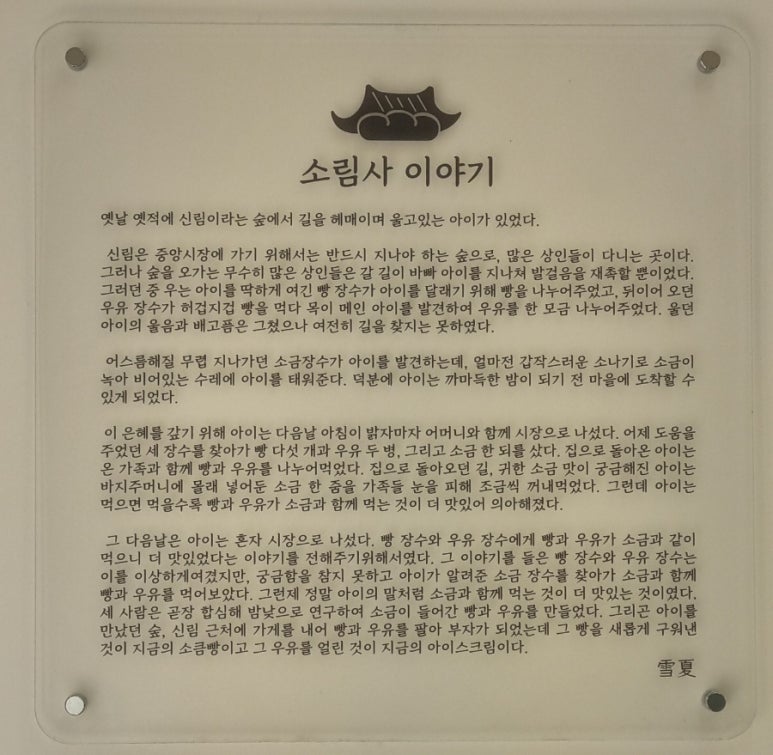 소림사 이야기
옛날 옛적에 신림이라는 숲에서 길을 헤매이며 울고있는 아이가 있었다.
신림은 중앙시장에 가기 위해서는 반드시 지나야 하는 숲으로, 많은 상인들이 다니는 곳이다.
그러나 숲을 오가는 무수히 많은 상인들은 갈 길이 바빠 아이를 지나쳐 발걸음을 재촉할 뿐이었다.
그러던 중 우는 아이를 딱하게 여긴 빵 장수가 아이를 달래기 위해 빵을 나누어주었고, 뒤이어 오던
우유 장수가 허겁지겁 빵을 먹다 목이 메인 아이를 발견하여 우유를 한 모금 나누어주었다. 울던
아이의 울음과 배고픔은 그쳤으나 여전히 길을 찾지는 못하였다.
어스름해질 무렵 지나가던 소금장수가 아이를 발견하는데, 얼마전 갑작스러운 소나기로 소금이
녹아 비어있는 수레에 아이를 태워준다. 덕분에 아이는 까마득한 밤이 되기 전 마을에 도착할 수
있게 되었다.
이 은혜를 갚기 위해 아이는 다음날 아침이 밝자마자 어머니와 함께 시장으로 나섰다. 어제 도움을
주었던 세 장수를 찾아가 빵 다섯 개과 우유 두 병, 그리고 소금 한 되를 샀다. 집으로 돌아온 아이는
온 가족과 함께 빵과 우유를 나누어먹었다. 집으로 돌아오던 길, 귀한 소금 맛이 궁금해진 아이는
바지주머니에 몰래 넣어둔 소금 한 줌을 가족들 눈을 피해 조금씩 꺼내먹었다. 그런데 아이는
먹으면 먹을수록 빵과 우유가 소금과 함께 먹는 것이 더 맛있어 의아해졌다.
그 다음날은 아이는 혼자 시장으로 나섰다. 빵 장수와 우유 장수에게 빵과 우유가 소금과 같이
먹으니 더 맛있었다는 이야기를 전해주기위해서였다. 그 이야기를 들은 빵 장수와 우유 장수는
이를 이상하게여겼지만, 궁금함을 참지 못하고 아이가 알려준 소금 장수를 찾아가 소금과 함께
빵과 우유를 먹어보았다. 그런제 정말 아이의 말처럼 소금과 함께 먹는 것이 더 맛있는 것이였다.
세 사람은 곧장 합심해 밤낮으로 연구하여 소금이 들어간 빵과 우유를 만들었다. 그리곤 아이를
만났던 숲, 신림 근처에 가게를 내어 빵과 우유를 팔아 부자가 되었는데 그 빵을 새롭게 구워낸
것이 지금의 소큼빵이고 그 우유를 얼린 것이 지금의 아이스크림이다.
雪夏